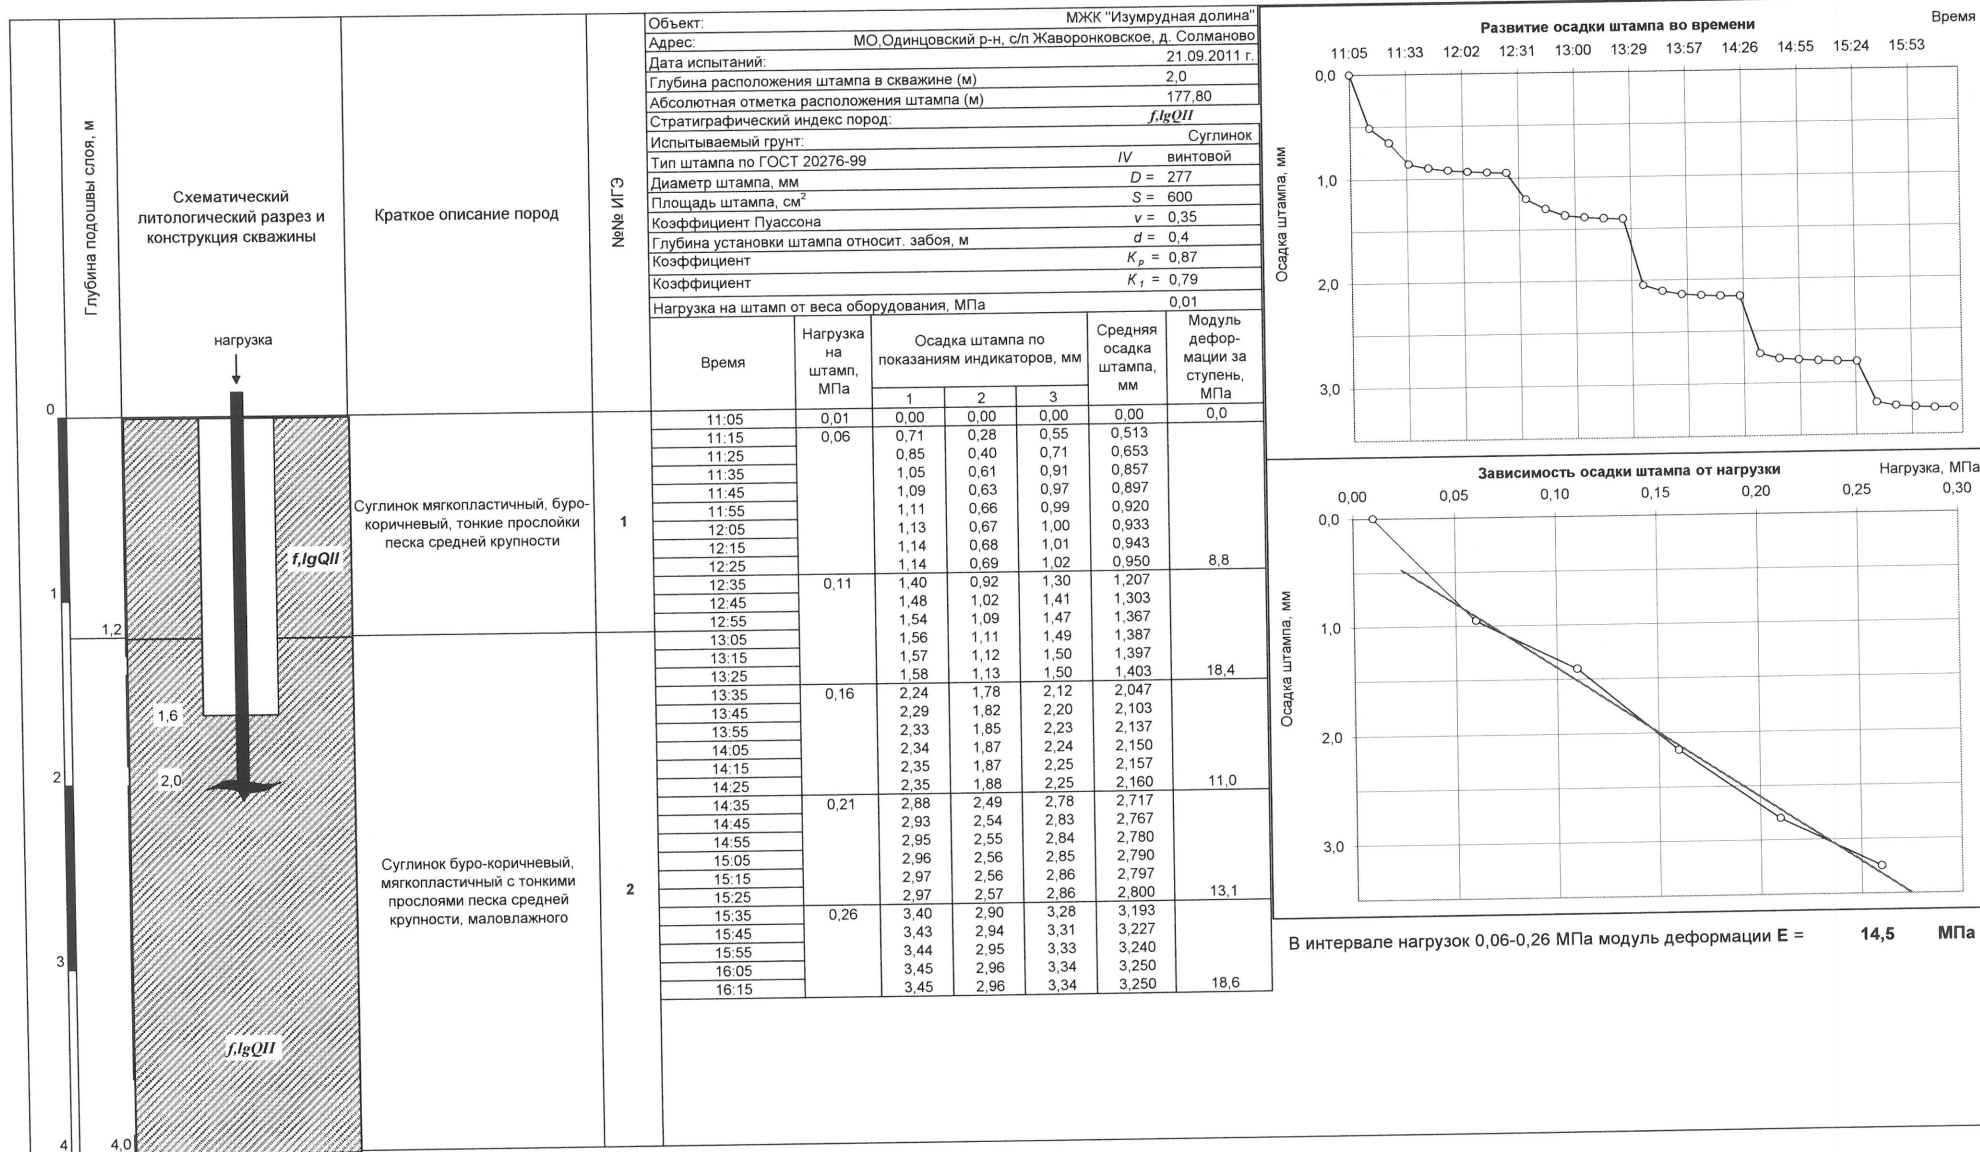 Глубина подошвы слоя, м
Схематический
литологический разрез и
конструкция скважины
Краткое описание пород
№№ ИГЭ
нагрузка
0
1
1,2
1,6
2
2,0
3
4
4,0
f,lgQII
f,lgQII
Суглинок мягкопластичный, буро-
коричневый, тонкие прослойки
песка средней крупности
1
Суглинок буро-коричневый,
мягкопластичный с тонкими
прослоями песка средней
крупности, маловлажного
2
Объект: МЖК "Изумрудная долина"
Адрес: МО,Одинцовский р-н, с/п Жаворонковское, д. Солманово
Дата испытаний: 21.09.2011 г.
Глубина расположения штампа в скважине (м) 2,0
Абсолютная отметка расположения штампа (м) 177,80
Стратиграфический индекс пород: f,lgQII
Испытываемый грунт: Суглинок
Тип штампа по ГОСТ 20276-99 IV винтовой
Диаметр штампа, мм D = 277
Площадь штампа, см² S = 600
Коэффициент Пуассона ν = 0,35
Глубина установки штампа относит. забоя, м d = 0,4
Коэффициент Kр = 0,87
Коэффициент K1 = 0,79
Нагрузка на штамп от веса оборудования, МПа 0,01
Время
Нагрузка
на
штамп,
МПа
Осадка штампа по
показаниям индикаторов, мм
1 2 3
Средняя
осадка
штампа,
мм
Модуль
дефор-
мации за
ступень,
МПа
11:05 0,01 0,00 0,00 0,00 0,00 0,0
11:15 0,06 0,71 0,28 0,55 0,513
11:25 0,85 0,40 0,71 0,653
11:35 1,05 0,61 0,91 0,857
11:45 1,09 0,63 0,97 0,897
11:55 1,11 0,66 0,99 0,920
12:05 1,13 0,67 1,00 0,933
12:15 1,14 0,68 1,01 0,943
12:25 1,14 0,69 1,02 0,950 8,8
12:35 0,11 1,40 0,92 1,30 1,207
12:45 1,48 1,02 1,41 1,303
12:55 1,54 1,09 1,47 1,367
13:05 1,56 1,11 1,49 1,387
13:15 1,57 1,12 1,50 1,397
13:25 1,58 1,13 1,50 1,403 18,4
13:35 0,16 2,24 1,78 2,12 2,047
13:45 2,29 1,82 2,20 2,103
13:55 2,33 1,85 2,23 2,137
14:05 2,34 1,87 2,24 2,150
14:15 2,35 1,87 2,25 2,157
14:25 2,35 1,88 2,25 2,160 11,0
14:35 0,21 2,88 2,49 2,78 2,717
14:45 2,93 2,54 2,83 2,767
14:55 2,95 2,55 2,84 2,780
15:05 2,96 2,56 2,85 2,790
15:15 2,97 2,56 2,86 2,797
15:25 2,97 2,57 2,86 2,800 13,1
15:35 0,26 3,40 2,90 3,28 3,193
15:45 3,43 2,94 3,31 3,227
15:55 3,44 2,95 3,33 3,240
16:05 3,45 2,96 3,34 3,250
16:15 3,45 2,96 3,34 3,250 18,6
Развитие осадки штампа во времени Время
11:05 11:33 12:02 12:31 13:00 13:29 13:57 14:26 14:55 15:24 15:53
0,0
1,0
2,0
3,0
Осадка штампа, мм
Зависимость осадки штампа от нагрузки Нагрузка, МПа
0,00 0,05 0,10 0,15 0,20 0,25 0,30
0,0
1,0
2,0
3,0
Осадка штампа, мм
В интервале нагрузок 0,06-0,26 МПа модуль деформации E = 14,5 МПа